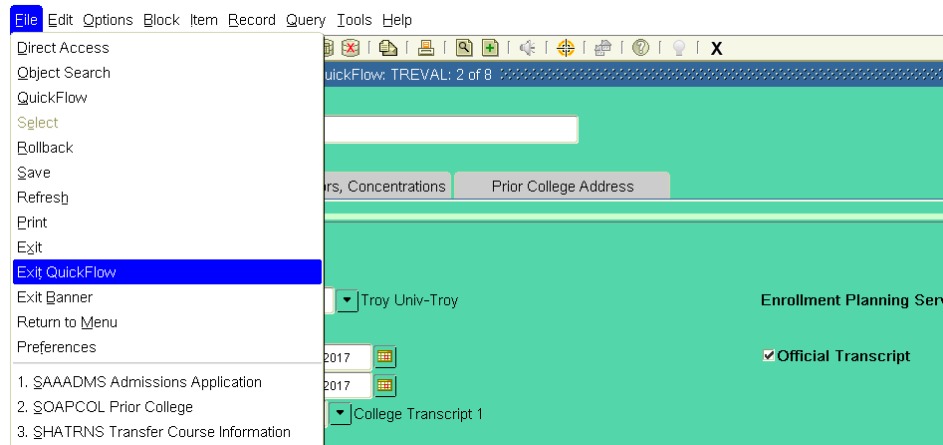 File Edit Options Block Item Record Query Tools Help
Direct Access
Object Search
QuickFlow
Select
Rollback
Save
Refresh
Print
Exit
Exit QuickFlow
Exit Banner
Return to Menu
Preferences
1. SAAADMS Admissions Application
2. SOAPCOL Prior College
3. SHATRNS Transfer Course Information
X
uickFlow: TREVAL: 2 of 8
rs, Concentrations Prior College Address
Troy Univ-Troy Enrollment Planning Serv
2017 Official Transcript
2017
College Transcript 1